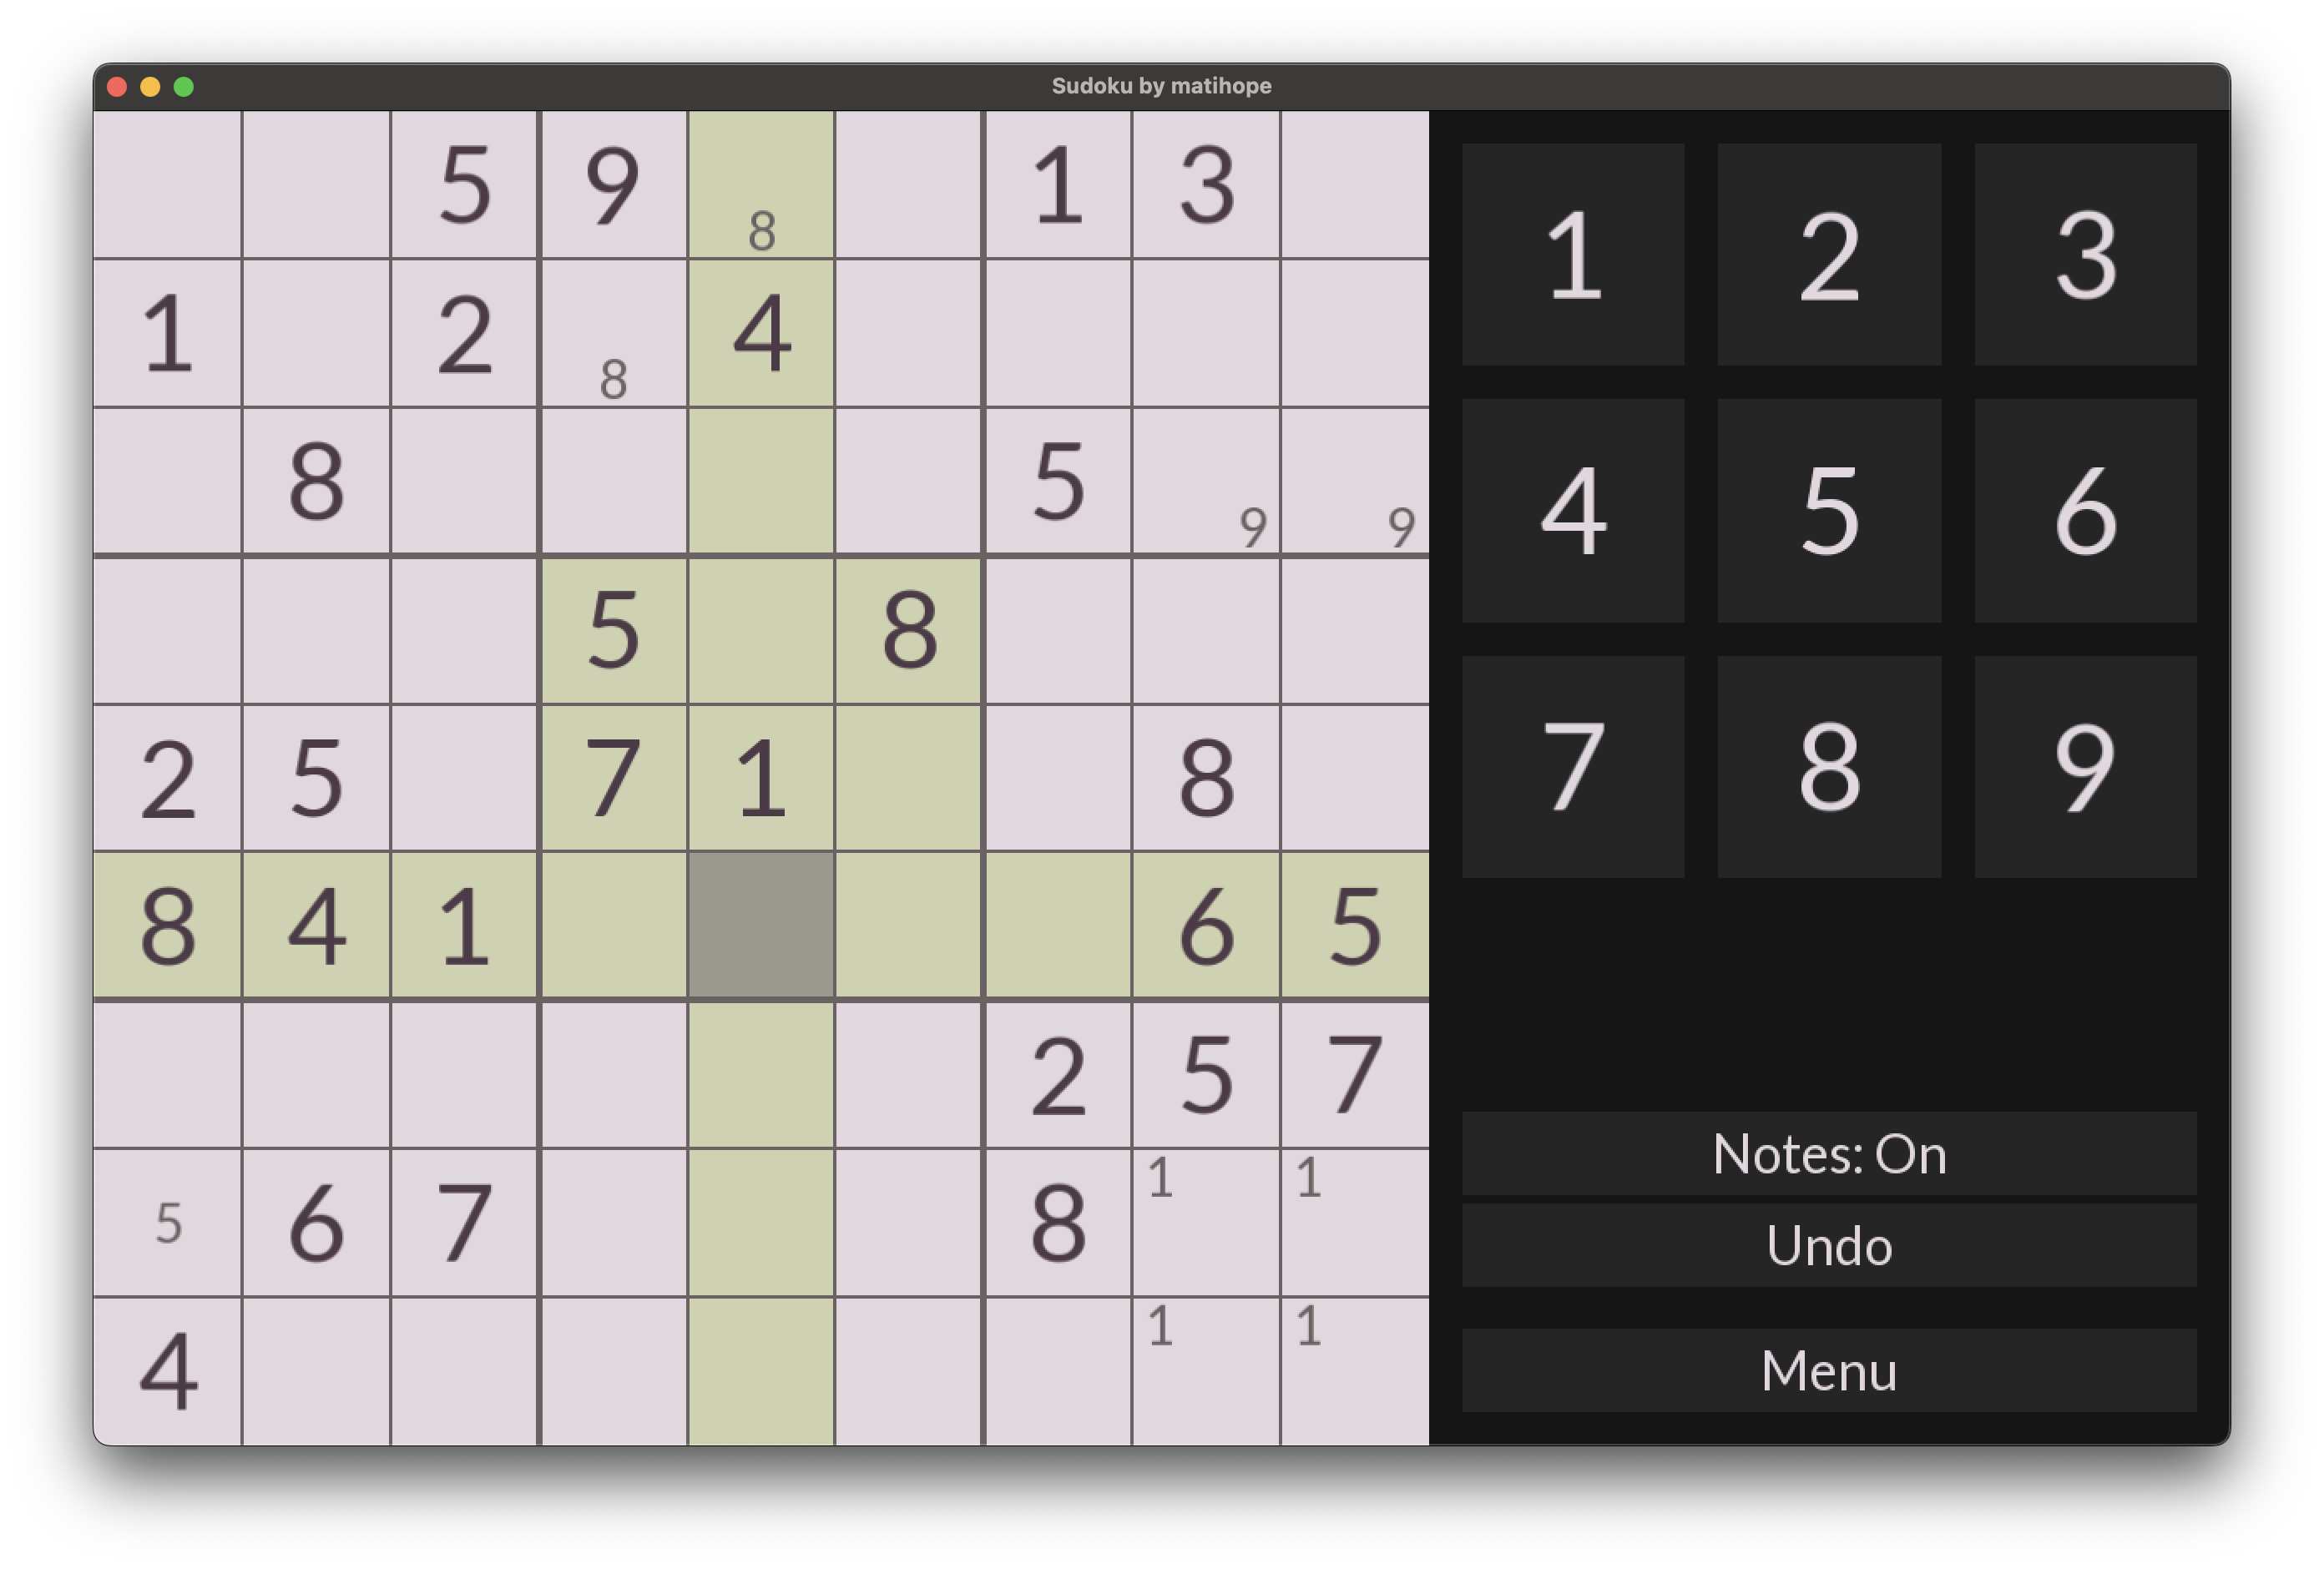 Sudoku by matihope
5 9 8 1 3
1 2 8 4
8 5 9 9
5 8
2 5 7 1 8
8 4 1 6 5
2 5 7
5 6 7 8 1 1
4 1 1
1 2 3
4 5 6
7 8 9
Notes: On
Undo
Menu